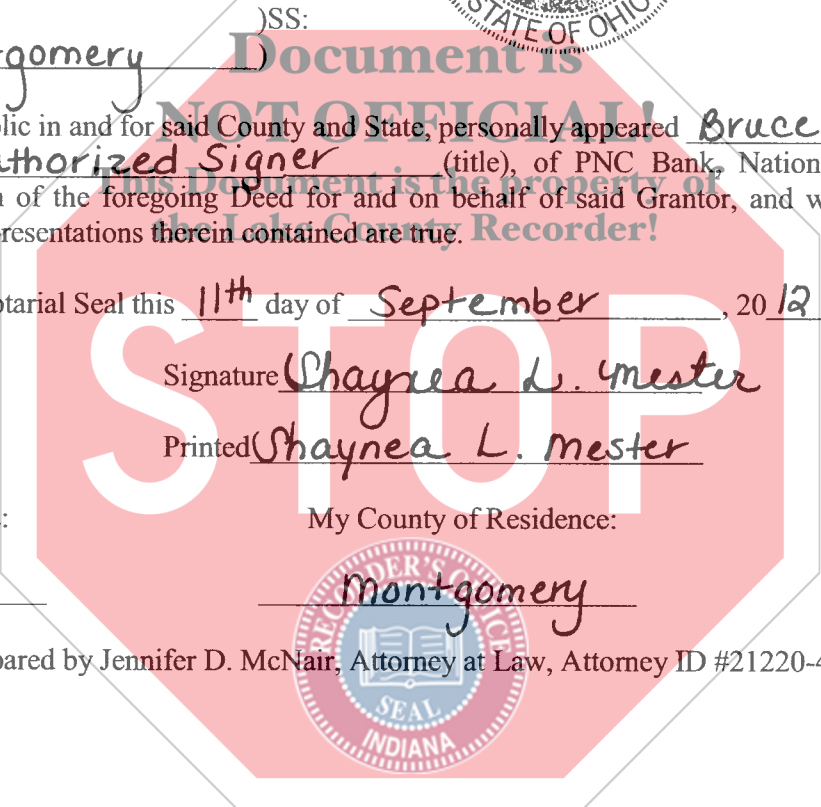 STATE OF OHIO
)SS:
gomery )
Document is
NOT OFFICIAL!
lic in and for said County and State, personally appeared Bruce
uthorized Signer (title), of PNC Bank, Nation
This Document is the property of
n of the foregoing Deed for and on behalf of said Grantor, and w
resentations therein contained are true.
the Lake County Recorder!
otarial Seal this 11th day of September, 2012
STOP
Signature Shaynea L. Mester
Printed Shaynea L. Mester
: My County of Residence:
Montgomery
RECORDER'S OFFICE
SEAL
INDIANA
pared by Jennifer D. McNair, Attorney at Law, Attorney ID #21220-4